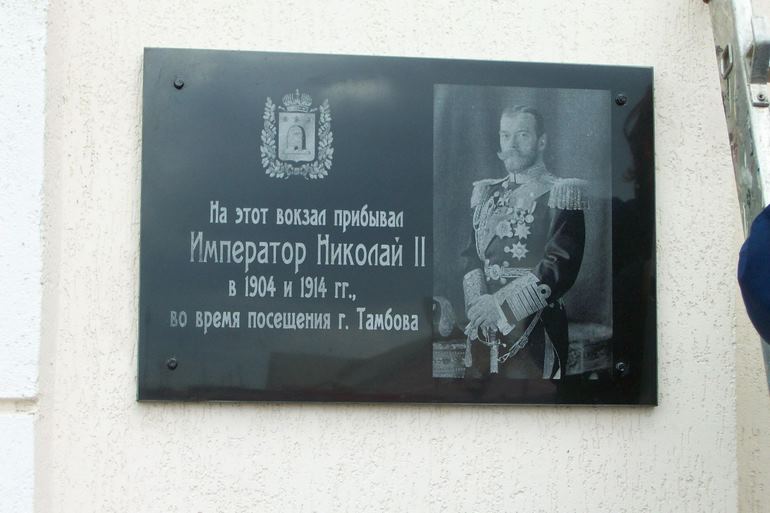 На этот вокзал прибывал
Император Николай II
в 1904 и 1914 гг.,
во время посещения г. Тамбова